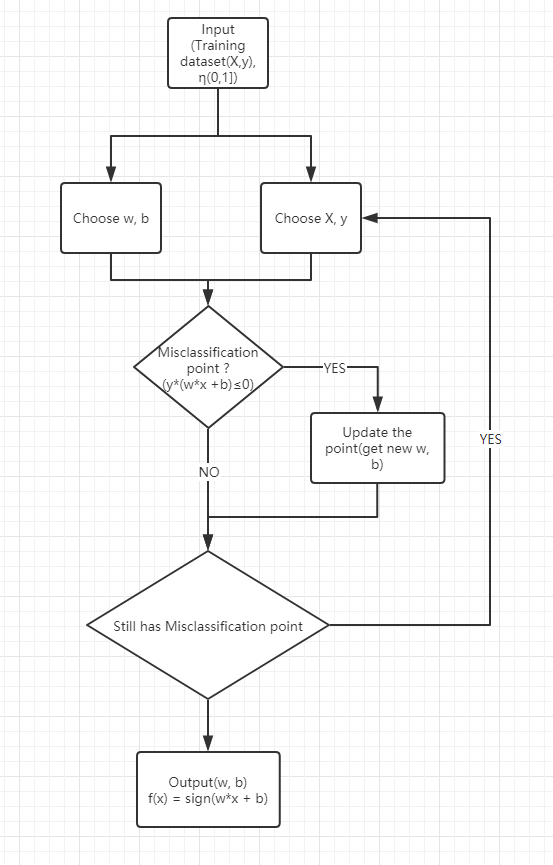 Input
(Training
dataset(X,y),
η(0,1])
Choose w, b
Choose X, y
Misclassification
point ?
(y*(w*x +b)≤0)
YES
Update the
point(get new w,
b)
YES
NO
Still has Misclassification point
Output(w, b)
f(x) = sign(w*x + b)